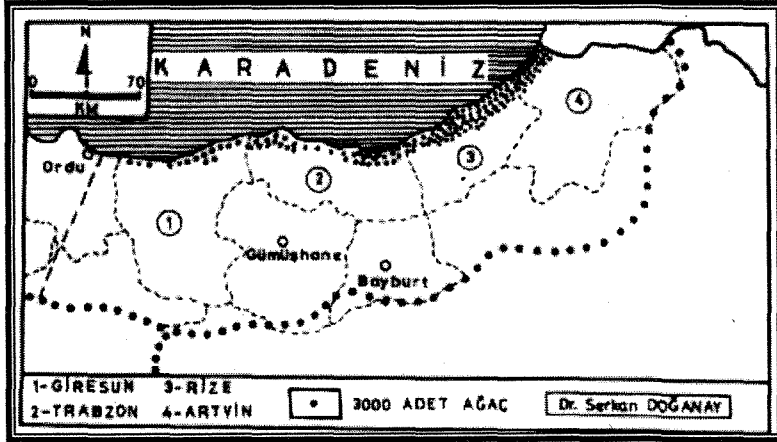 N
0 70
KM
KARADENİZ
Ordu
1
2
3
4
Gümüşhane
Bayburt
1-GİRESUN 3-RİZE
2-TRABZON 4-ARTVİN
3000 ADET AĞAÇ
Dr. Serkan DOĞANAY